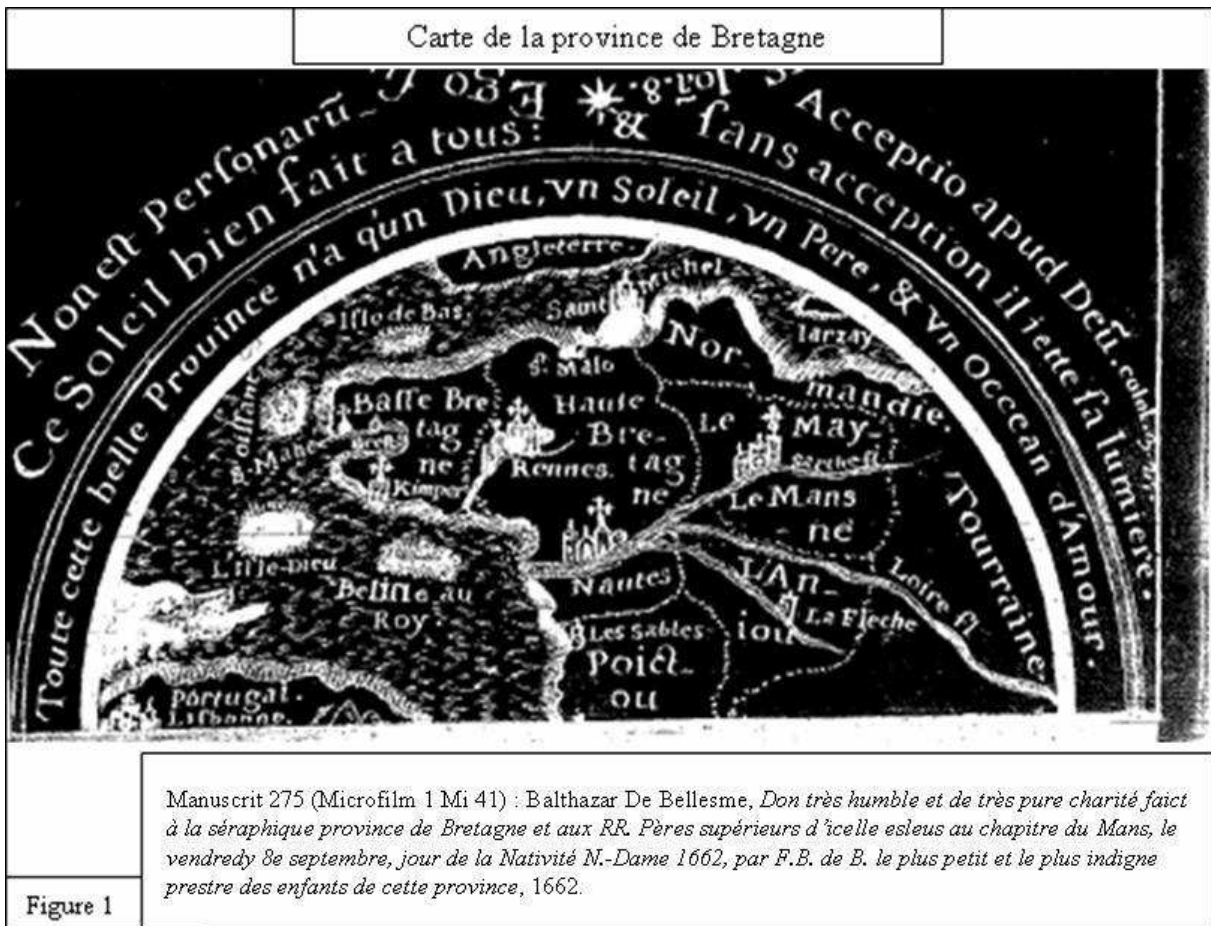 Carte de la province de Bretagne
Non est Personarũ Acceptio apud Deũ.
Ce Soleil bien fait a tous: & sans acception il iette sa lumiere.
Toute cette belle Prouince n'a qu'un Dieu, vn Soleil, vn Pere, & vn Occean d'Amour.
Angleterre.
Isle de Bas.
Saint Michel
Iarzay
Nor-
mandie.
St. Malo
Basse Bre
tag
ne
Haute
Bre-
tag
ne
Le
May-
ne
Sarthe fl.
Rennes.
Kimper
Le Mans
Tourraine
L'Isle-Dieu
Belisle au
Roy.
Nantes
L'An-
iou
La Fleche
Loire fl
Les Sables
Poict-
ou
Portugal.
Lisbonne.
Manuscrit 275 (Microfilm 1 Mi 41) : Balthazar De Bellesme, Don très humble et de très pure charité faict
à la séraphique province de Bretagne et aux RR. Pères supérieurs d'icelle esleus au chapitre du Mans, le
vendredy 8e septembre, jour de la Nativité N.-Dame 1662, par F.B. de B. le plus petit et le plus indigne
prestre des enfants de cette province, 1662.
Figure 1